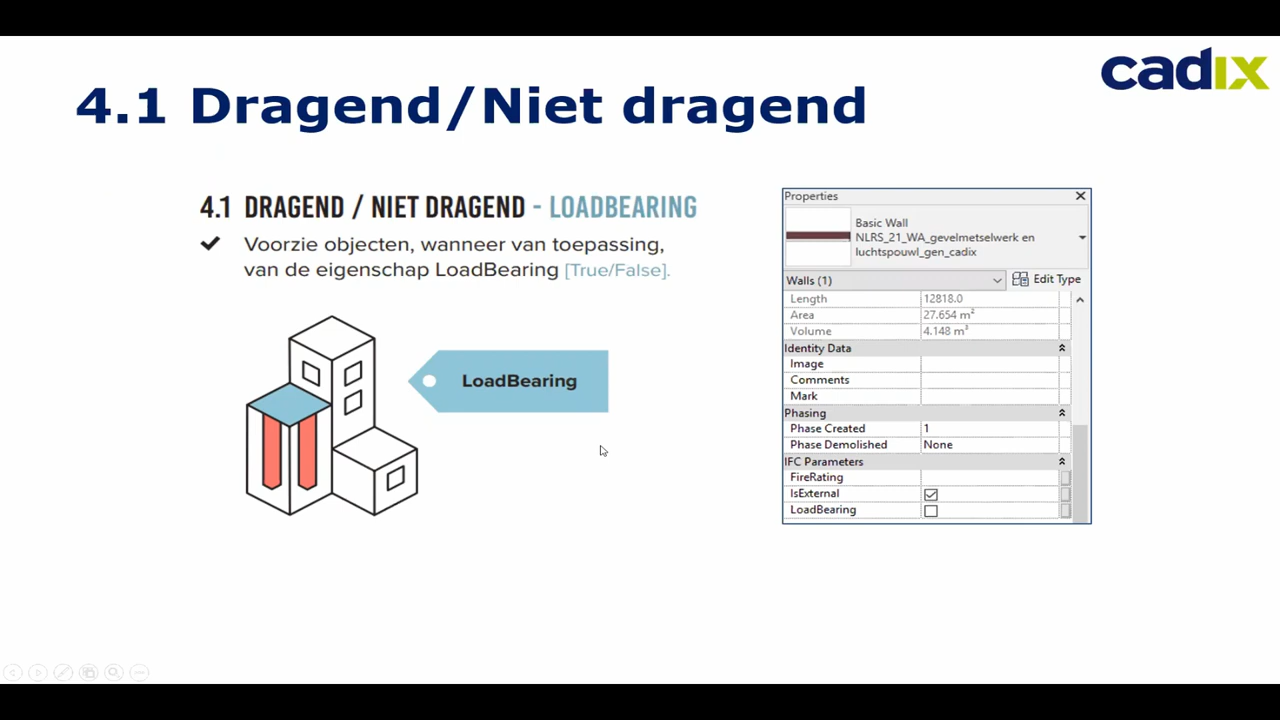 cadix
4.1 Dragend/Niet dragend
4.1 DRAGEND / NIET DRAGEND - LOADBEARING
Voorzie objecten, wanneer van toepassing,
van de eigenschap LoadBearing [True/False].
LoadBearing
Properties
Basic Wall
NLRS_21_WA_gevelmetselwerk en
luchtspouwl_gen_cadix
Walls (1)
Edit Type
Length 12818.0
Area 27.654 m²
Volume 4.148 m³
Identity Data
Image
Comments
Mark
Phasing
Phase Created 1
Phase Demolished None
IFC Parameters
FireRating
IsExternal
LoadBearing